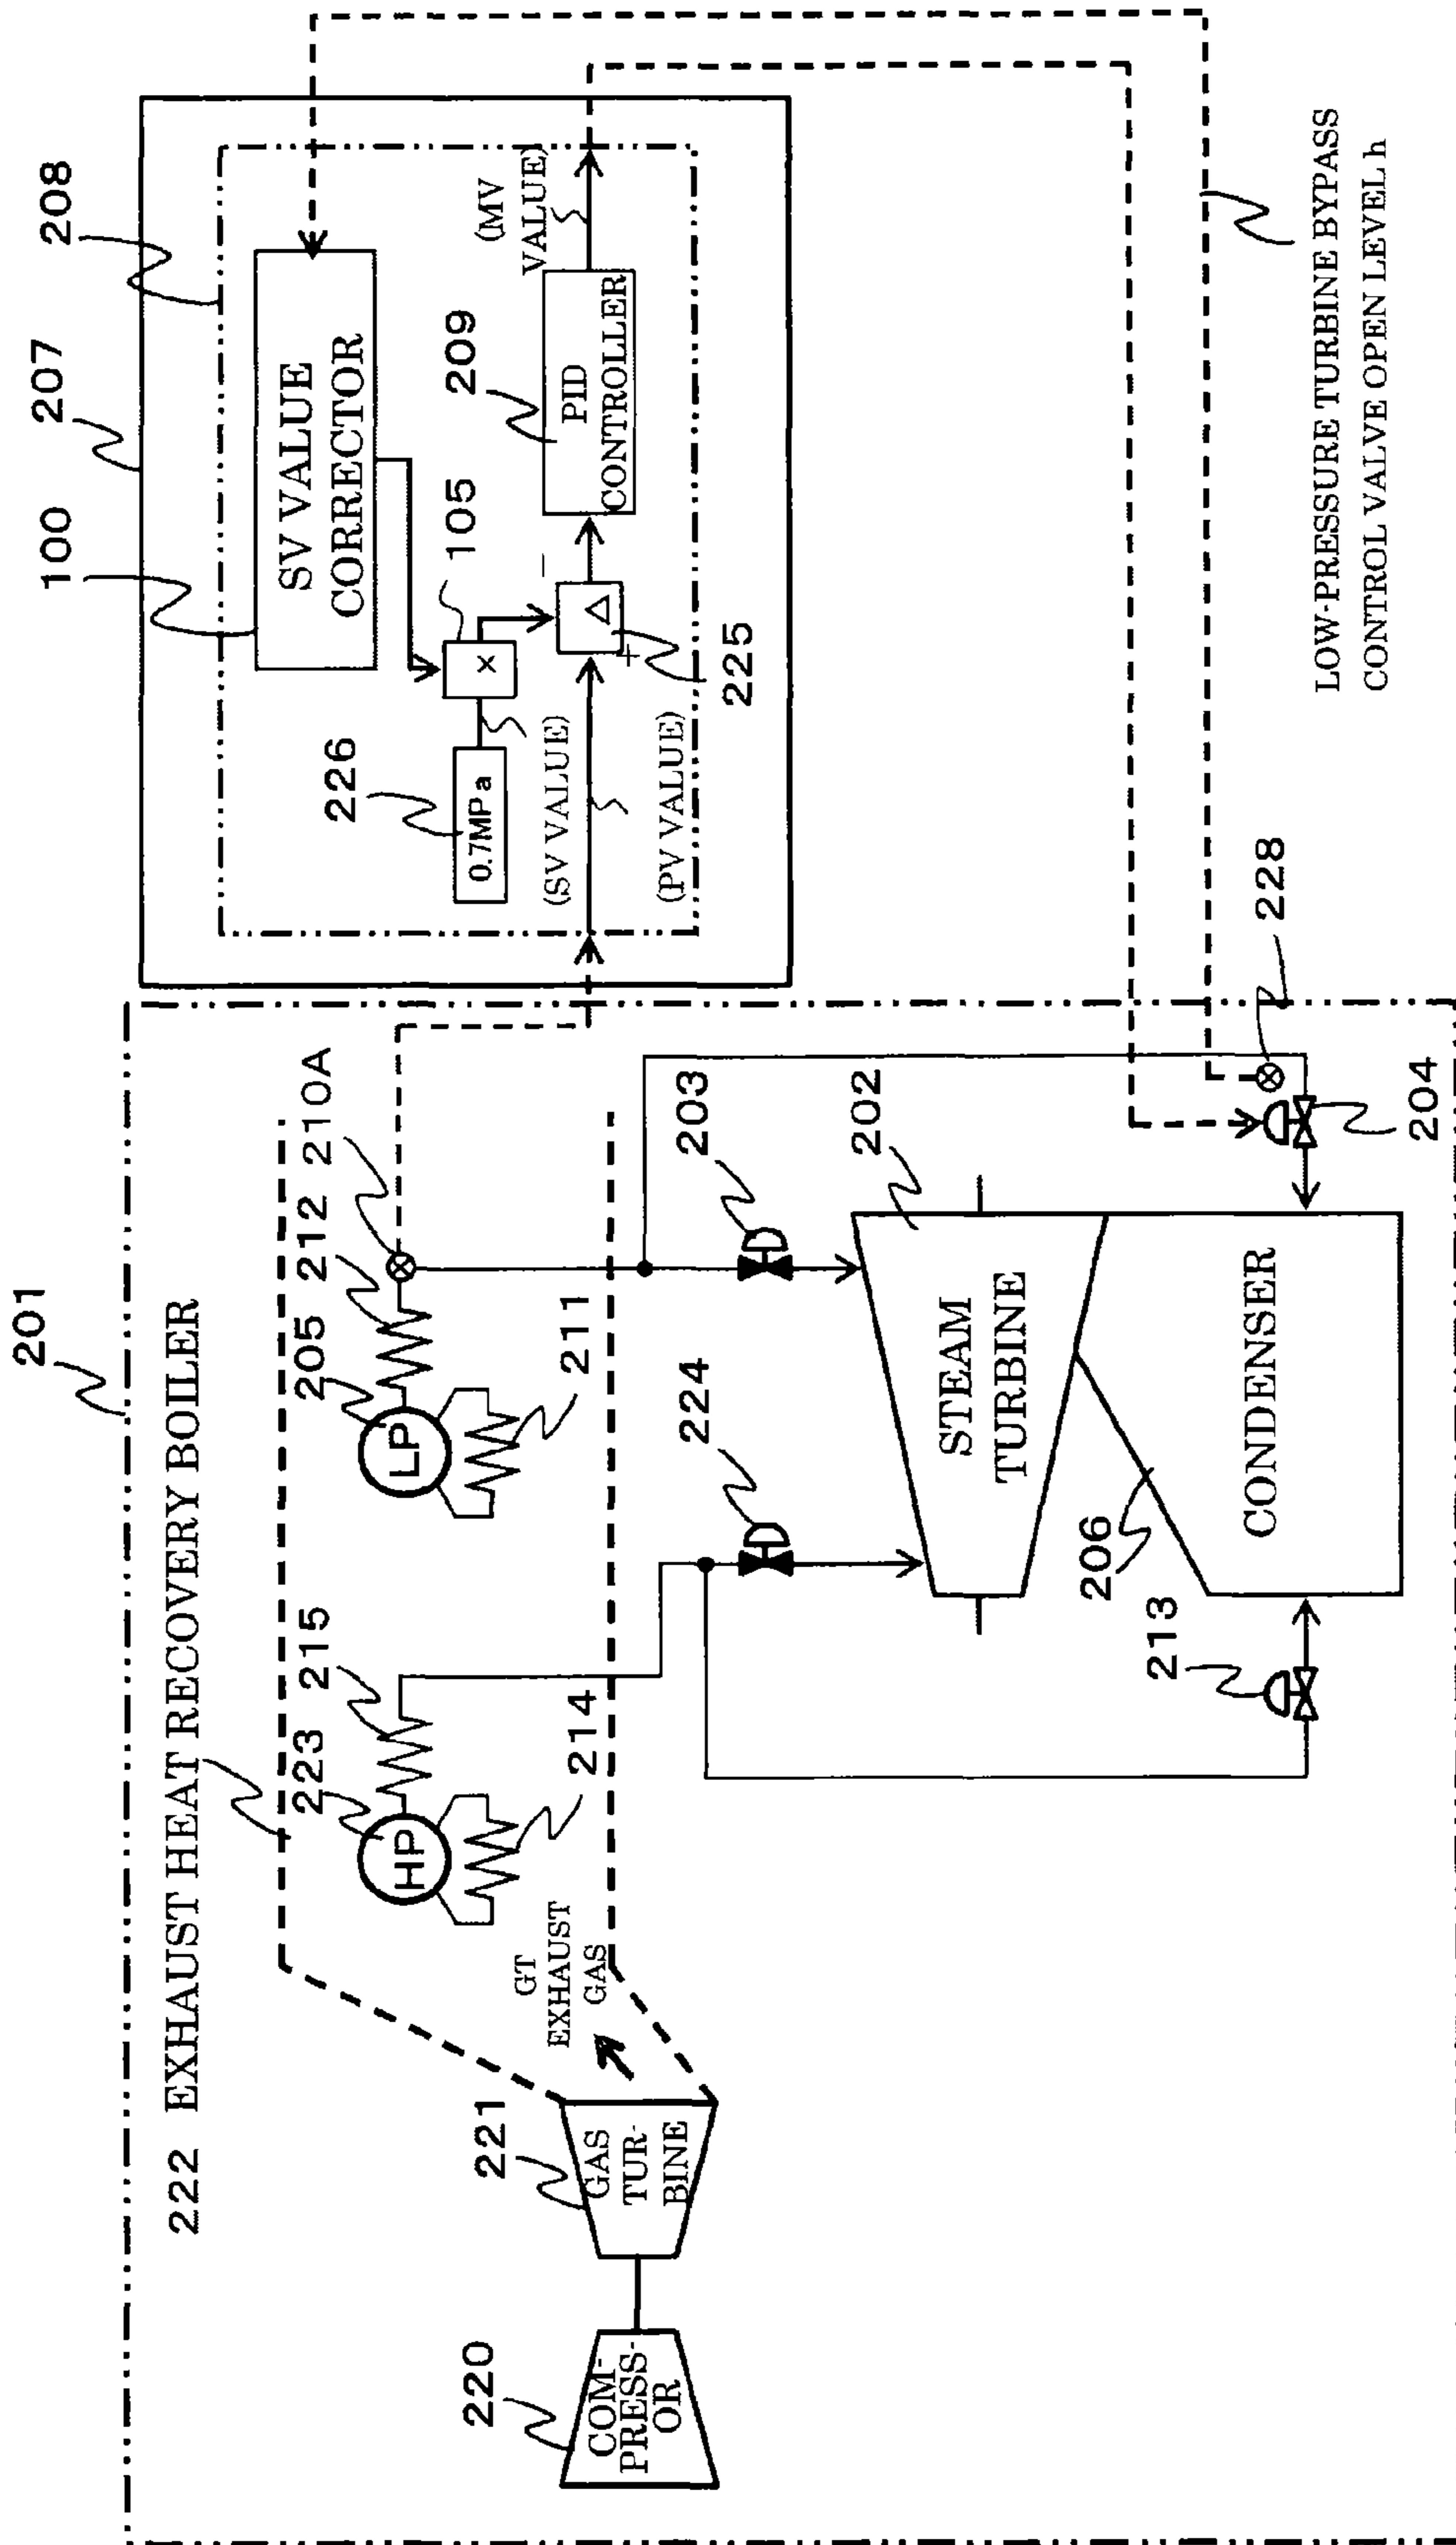 201
222 EXHAUST HEAT RECOVERY BOILER
220
COM-
PRESS-
OR
221
GAS
TUR-
BINE
GT
EXHAUST
GAS
223
215
HP
214
205
212
210A
LP
211
224
203
202
STEAM
TURBINE
206
CONDENSER
213
204
228
207
208
100
SV VALUE
CORRECTOR
105
×
226
0.7MPa
(SV VALUE)
(PV VALUE)
Δ
+
−
225
209
PID
CONTROLLER
(MV
VALUE)
LOW-PRESSURE TURBINE BYPASS
CONTROL VALVE OPEN LEVEL h